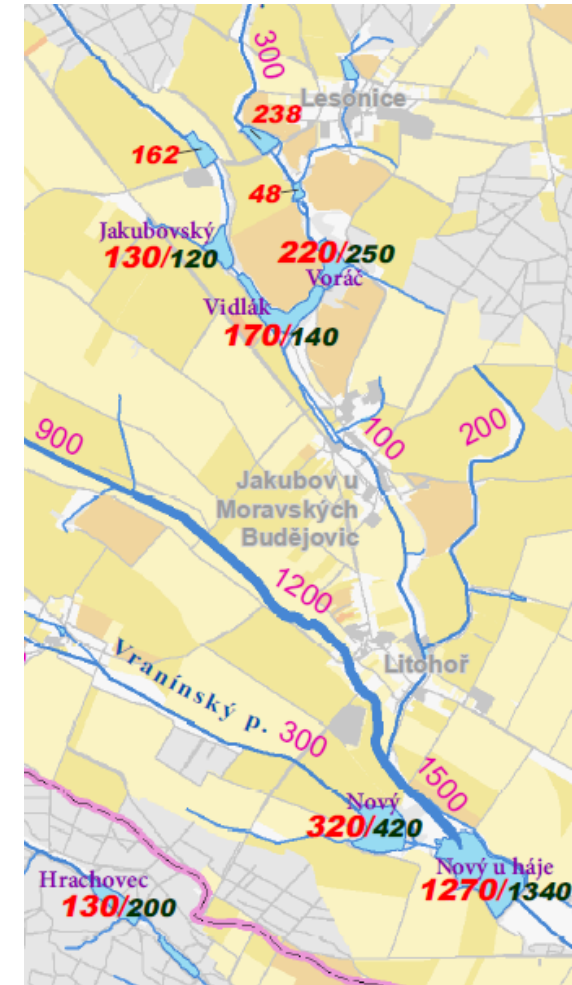 300
238
Lesonice
162
48
Jakubovský
130/120
220/250
Voráč
Vidlák
170/140
900
100
200
Jakubov u
Moravských
Budějovic
1200
Litohoř
Vranínský p.
300
1500
Nový
320/420
Nový u háje
1270/1340
Hrachovec
130/200